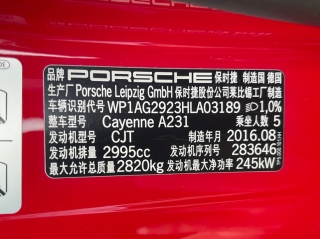 品牌 PORSCHE 保时捷 制造国 德国
生产厂 Porsche Leipzig GmbH 保时捷股份公司莱比锡工厂制造
车辆识别代号 WP1AG2923HLA03189 1,0%
整车型号 Cayenne A231 乘坐人数 5
发动机型号 CJT 制造年月 2016.08
发动机排量 2995cc 发动机序列号 283646
最大允许总质量 2820kg 发动机最大净功率 245kW